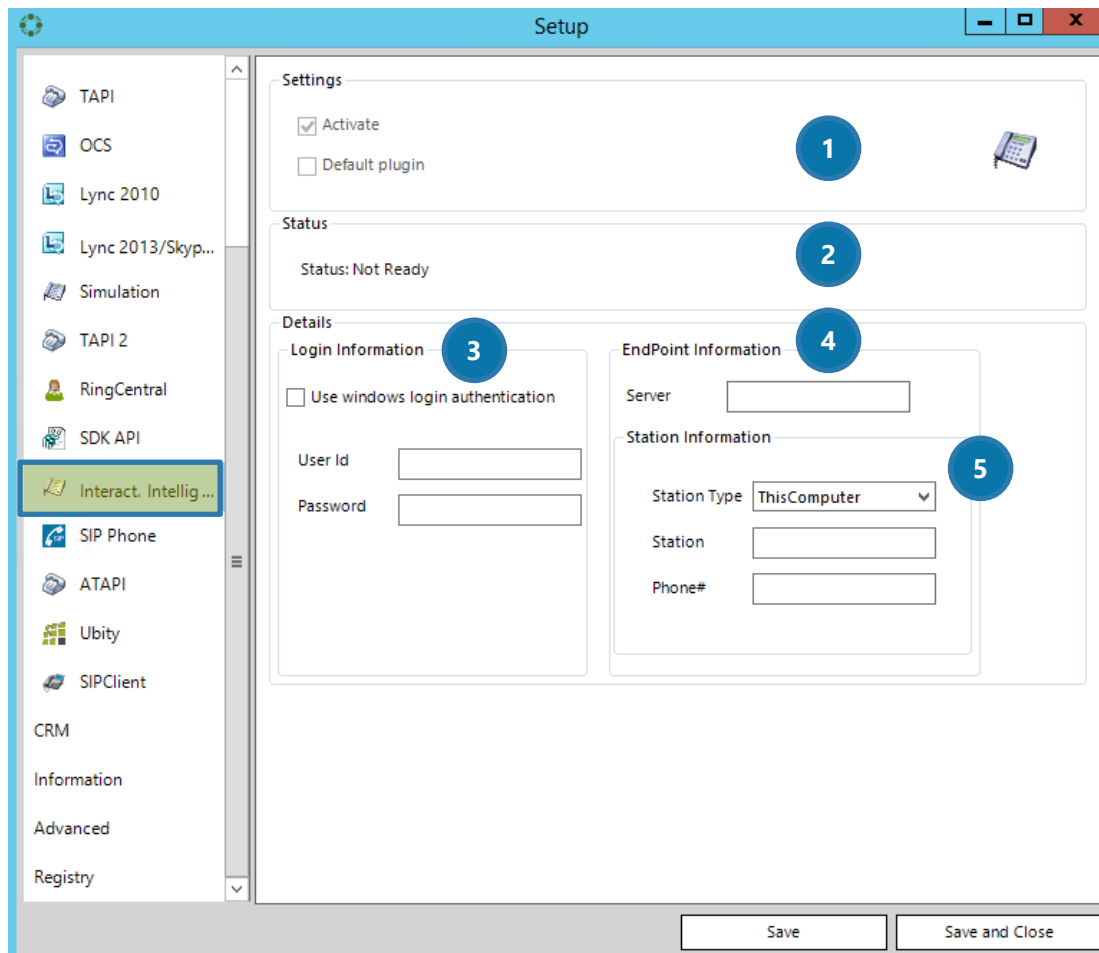 Setup
TAPI
OCS
Lync 2010
Lync 2013/Skyp...
Simulation
TAPI 2
RingCentral
SDK API
Interact. Intellig ...
SIP Phone
ATAPI
Ubity
SIPClient
CRM
Information
Advanced
Registry
Settings
Activate
Default plugin
1
Status
Status: Not Ready
2
Details
Login Information
3
Use windows login authentication
User Id
Password
EndPoint Information
4
Server
Station Information
5
Station Type ThisComputer
Station
Phone#
Save
Save and Close